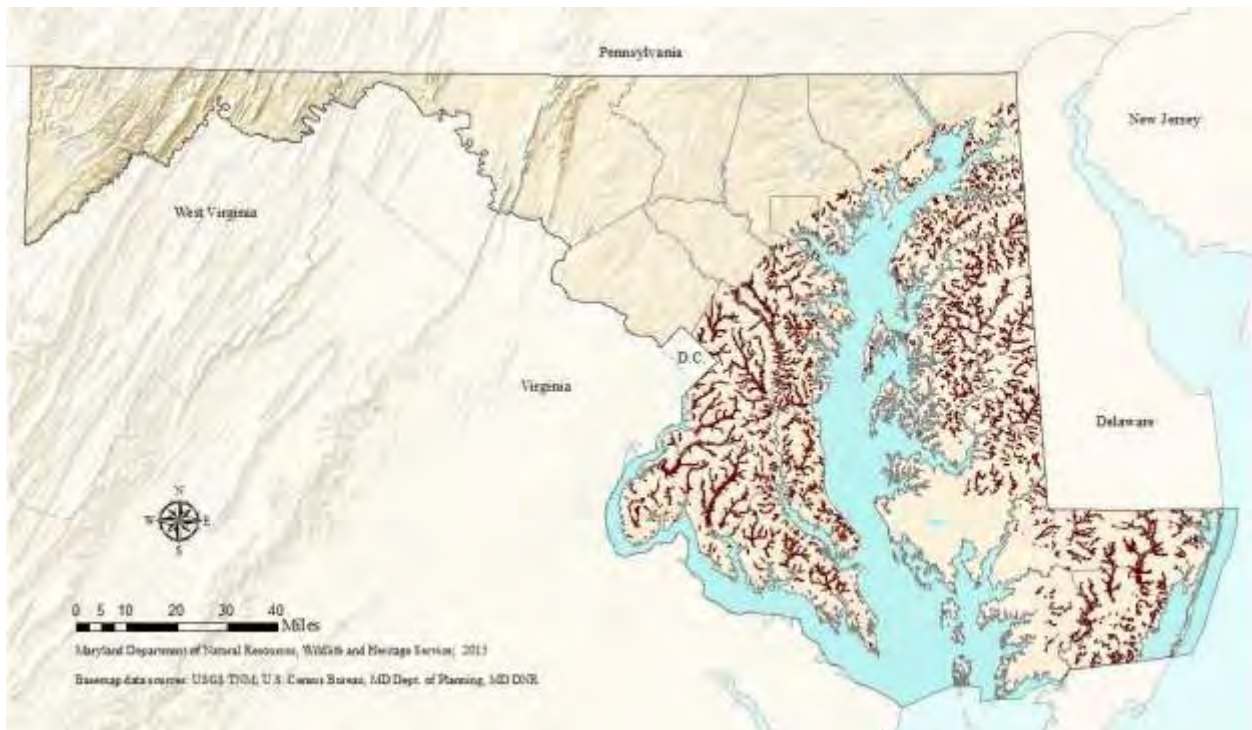 Pennsylvania
New Jersey
West Virginia
D.C.
Virginia
Delaware
N
W E
S
0 5 10 20 30 40
Miles
Maryland Department of Natural Resources, Wildlife and Heritage Service, 2015
Basemap data sources: USGS TNM, U.S. Census Bureau, MD Dept. of Planning, MD DNR